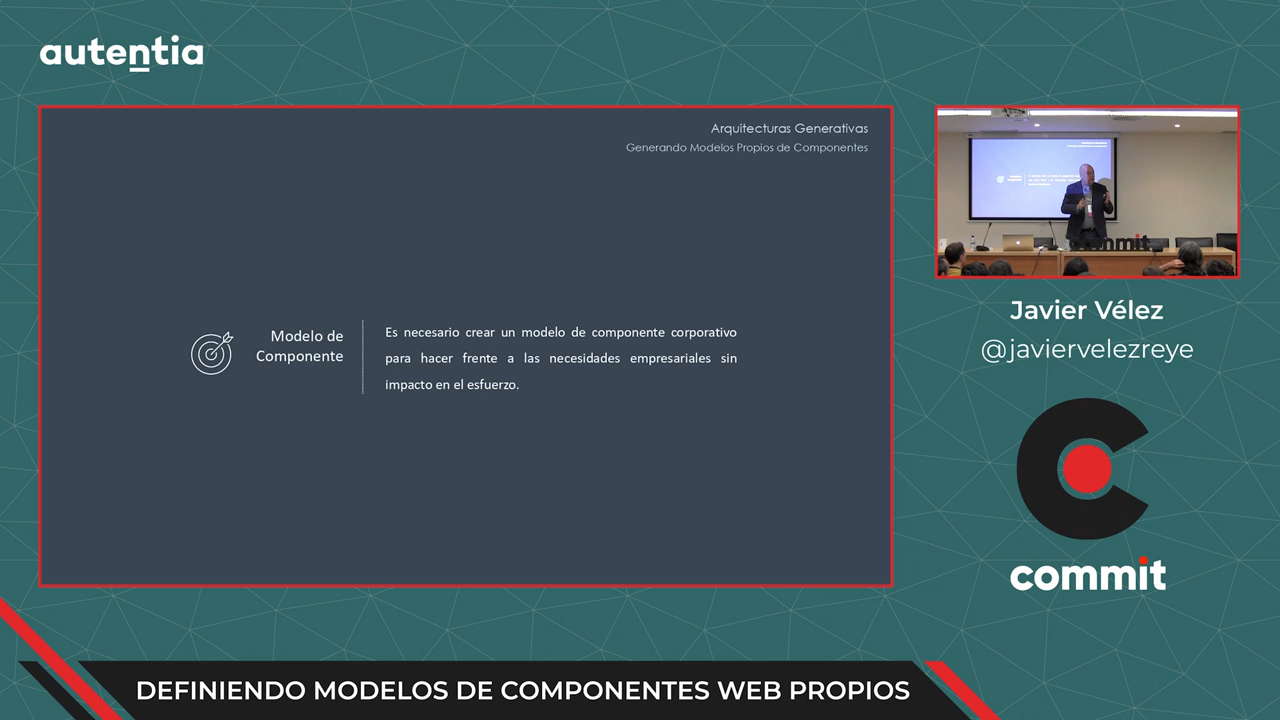 autentia
Arquitecturas Generativas
Generando Modelos Propios de Componentes
Modelo de
Componente
Es necesario crear un modelo de componente corporativo
para hacer frente a las necesidades empresariales sin
impacto en el esfuerzo.
commit
Javier Vélez
@javiervelezreye
commit
DEFINIENDO MODELOS DE COMPONENTES WEB PROPIOS